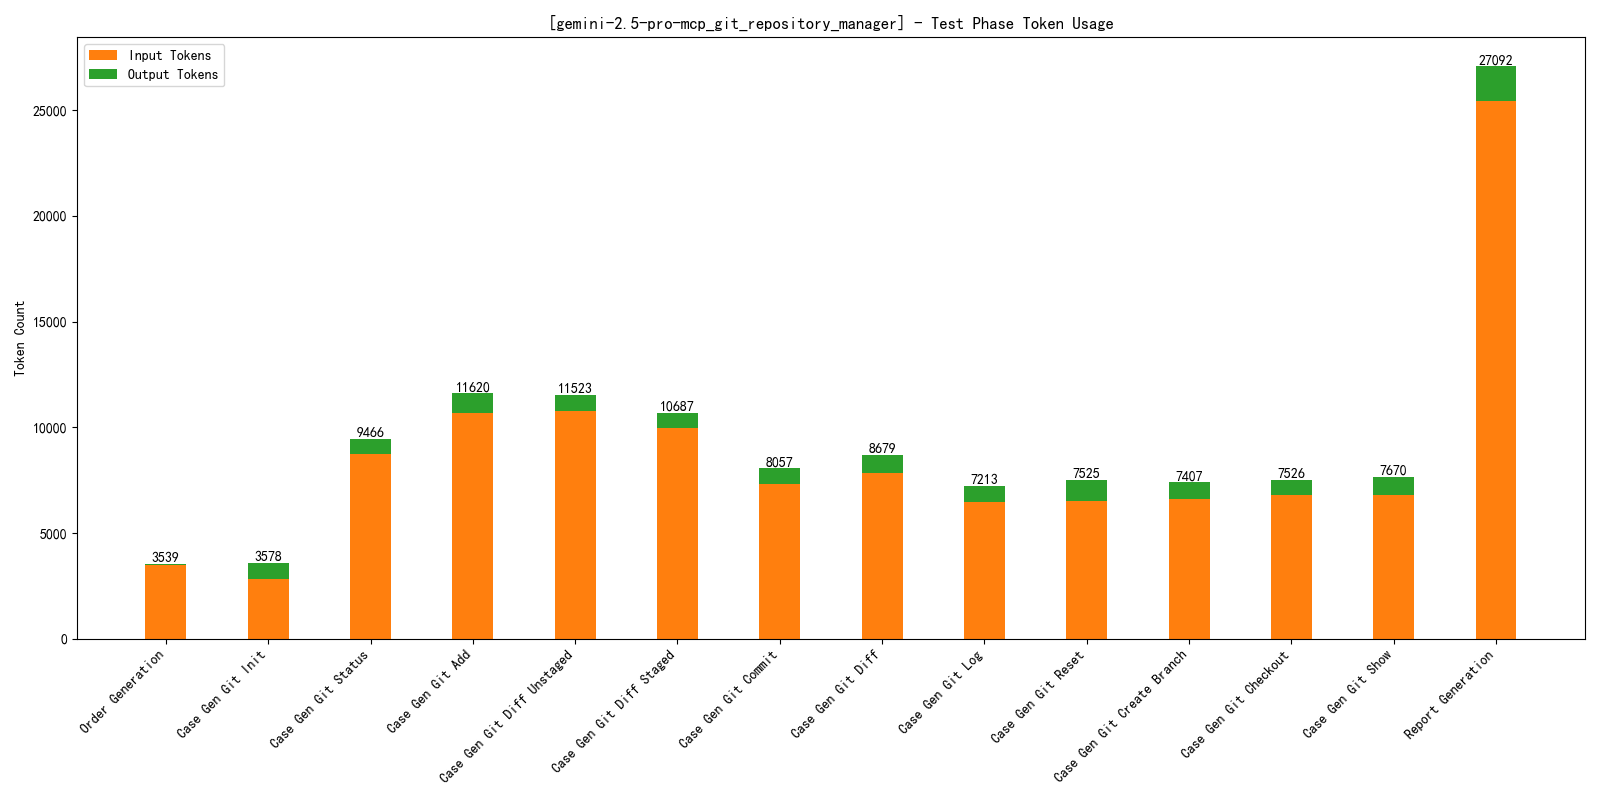 [gemini-2.5-pro-mcp_git_repository_manager] - Test Phase Token Usage
Input Tokens
Output Tokens
Token Count
25000
20000
15000
10000
5000
0
3539
3578
9466
11620
11523
10687
8057
8679
7213
7525
7407
7526
7670
27092
Order Generation
Case Gen Git Init
Case Gen Git Status
Case Gen Git Add
Case Gen Git Diff Unstaged
Case Gen Git Diff Staged
Case Gen Git Commit
Case Gen Git Diff
Case Gen Git Log
Case Gen Git Reset
Case Gen Git Create Branch
Case Gen Git Checkout
Case Gen Git Show
Report Generation